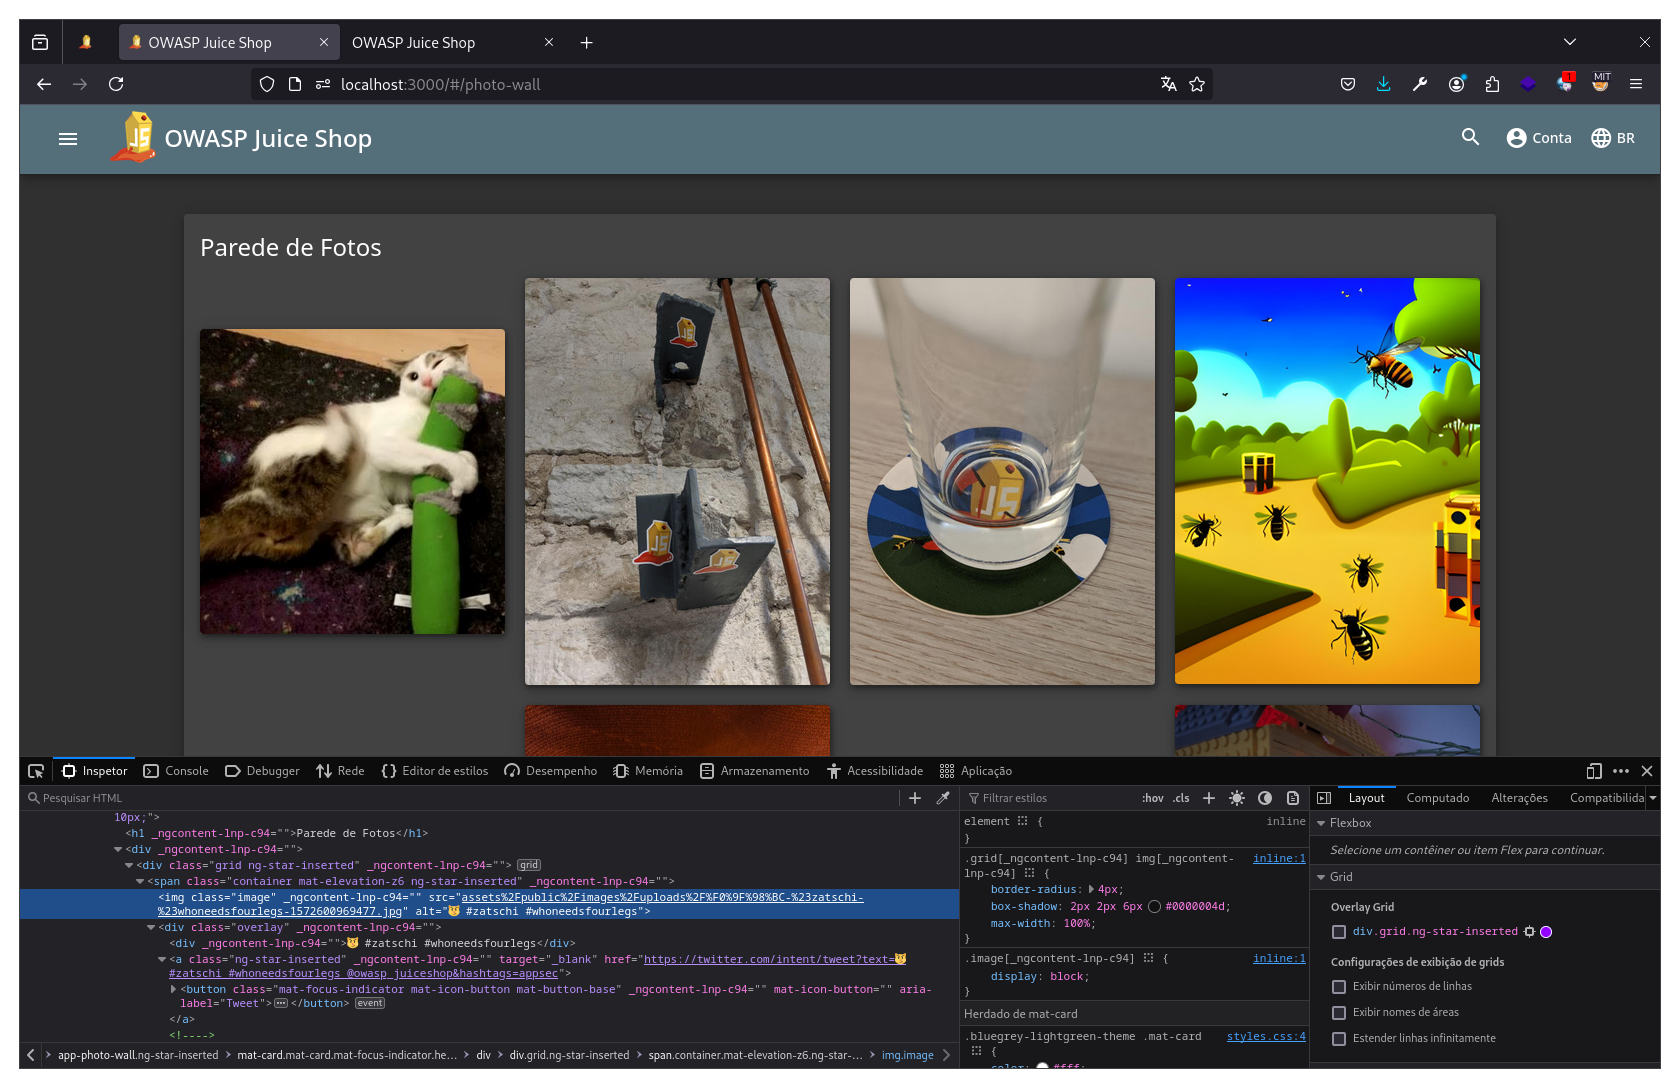 OWASP Juice Shop
OWASP Juice Shop
localhost:3000/#/photo-wall
MIT
OWASP Juice Shop
Conta
BR
Parede de Fotos
Inspetor
Console
Debugger
Rede
Editor de estilos
Desempenho
Memória
Armazenamento
Acessibilidade
Aplicação
Pesquisar HTML
10px;">
<h1 _ngcontent-lnp-c94="">Parede de Fotos</h1>
<div _ngcontent-lnp-c94="">
<div class="grid ng-star-inserted" _ngcontent-lnp-c94=""> grid
<span class="container mat-elevation-z6 ng-star-inserted" _ngcontent-lnp-c94="">
<img class="image" _ngcontent-lnp-c94="" src="assets%2Fpublic%2Fimages%2Fuploads%2F%F0%9F%98%BC-%23zatschi-
%23whoneedsfourlegs-1572600969477.jpg" alt="😼 #zatschi #whoneedsfourlegs">
<div class="overlay" _ngcontent-lnp-c94="">
<div _ngcontent-lnp-c94="">😼 #zatschi #whoneedsfourlegs</div>
<a class="ng-star-inserted" _ngcontent-lnp-c94="" target="_blank" href="https://twitter.com/intent/tweet?text=😼
#zatschi #whoneedsfourlegs @owasp_juiceshop&hashtags=appsec">
<button class="mat-focus-indicator mat-icon-button mat-button-base" _ngcontent-lnp-c94="" mat-icon-button="" aria-
label="Tweet">⋯</button> event
</a>
<!---->
app-photo-wall.ng-star-inserted
mat-card.mat-card.mat-focus-indicator.he…
div
div.grid.ng-star-inserted
span.container.mat-elevation-z6.ng-star-…
img.image
Filtrar estilos
:hov
.cls
element {
inline
}
.grid[_ngcontent-lnp-c94] img[_ngcontent-
inline:1
lnp-c94] {
border-radius: 4px;
box-shadow: 2px 2px 6px #0000004d;
max-width: 100%;
}
.image[_ngcontent-lnp-c94] {
inline:1
display: block;
}
Herdado de mat-card
.bluegrey-lightgreen-theme .mat-card
styles.css:4
{
color: #fff;
Layout
Computado
Alterações
Compatibilida
Flexbox
Selecione um contêiner ou item Flex para continuar.
Grid
Overlay Grid
div.grid.ng-star-inserted
Configurações de exibição de grids
Exibir números de linhas
Exibir nomes de áreas
Estender linhas infinitamente